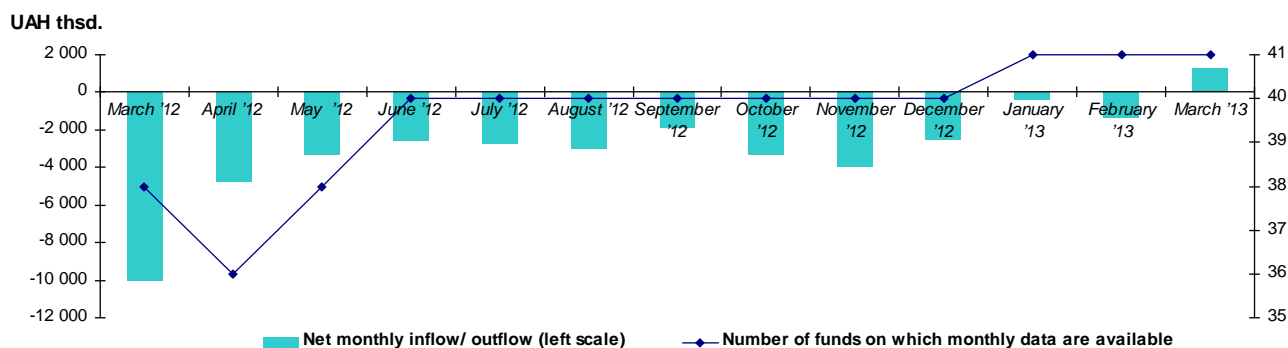 UAH thsd.
2 000
0
-2 000
-4 000
-6 000
-8 000
-10 000
-12 000
March '12
April '12
May '12
June '12
July '12
August '12
September '12
October '12
November '12
December '12
January '13
February '13
March '13
41
40
39
38
37
36
35
Net monthly inflow/ outflow (left scale)
Number of funds on which monthly data are available